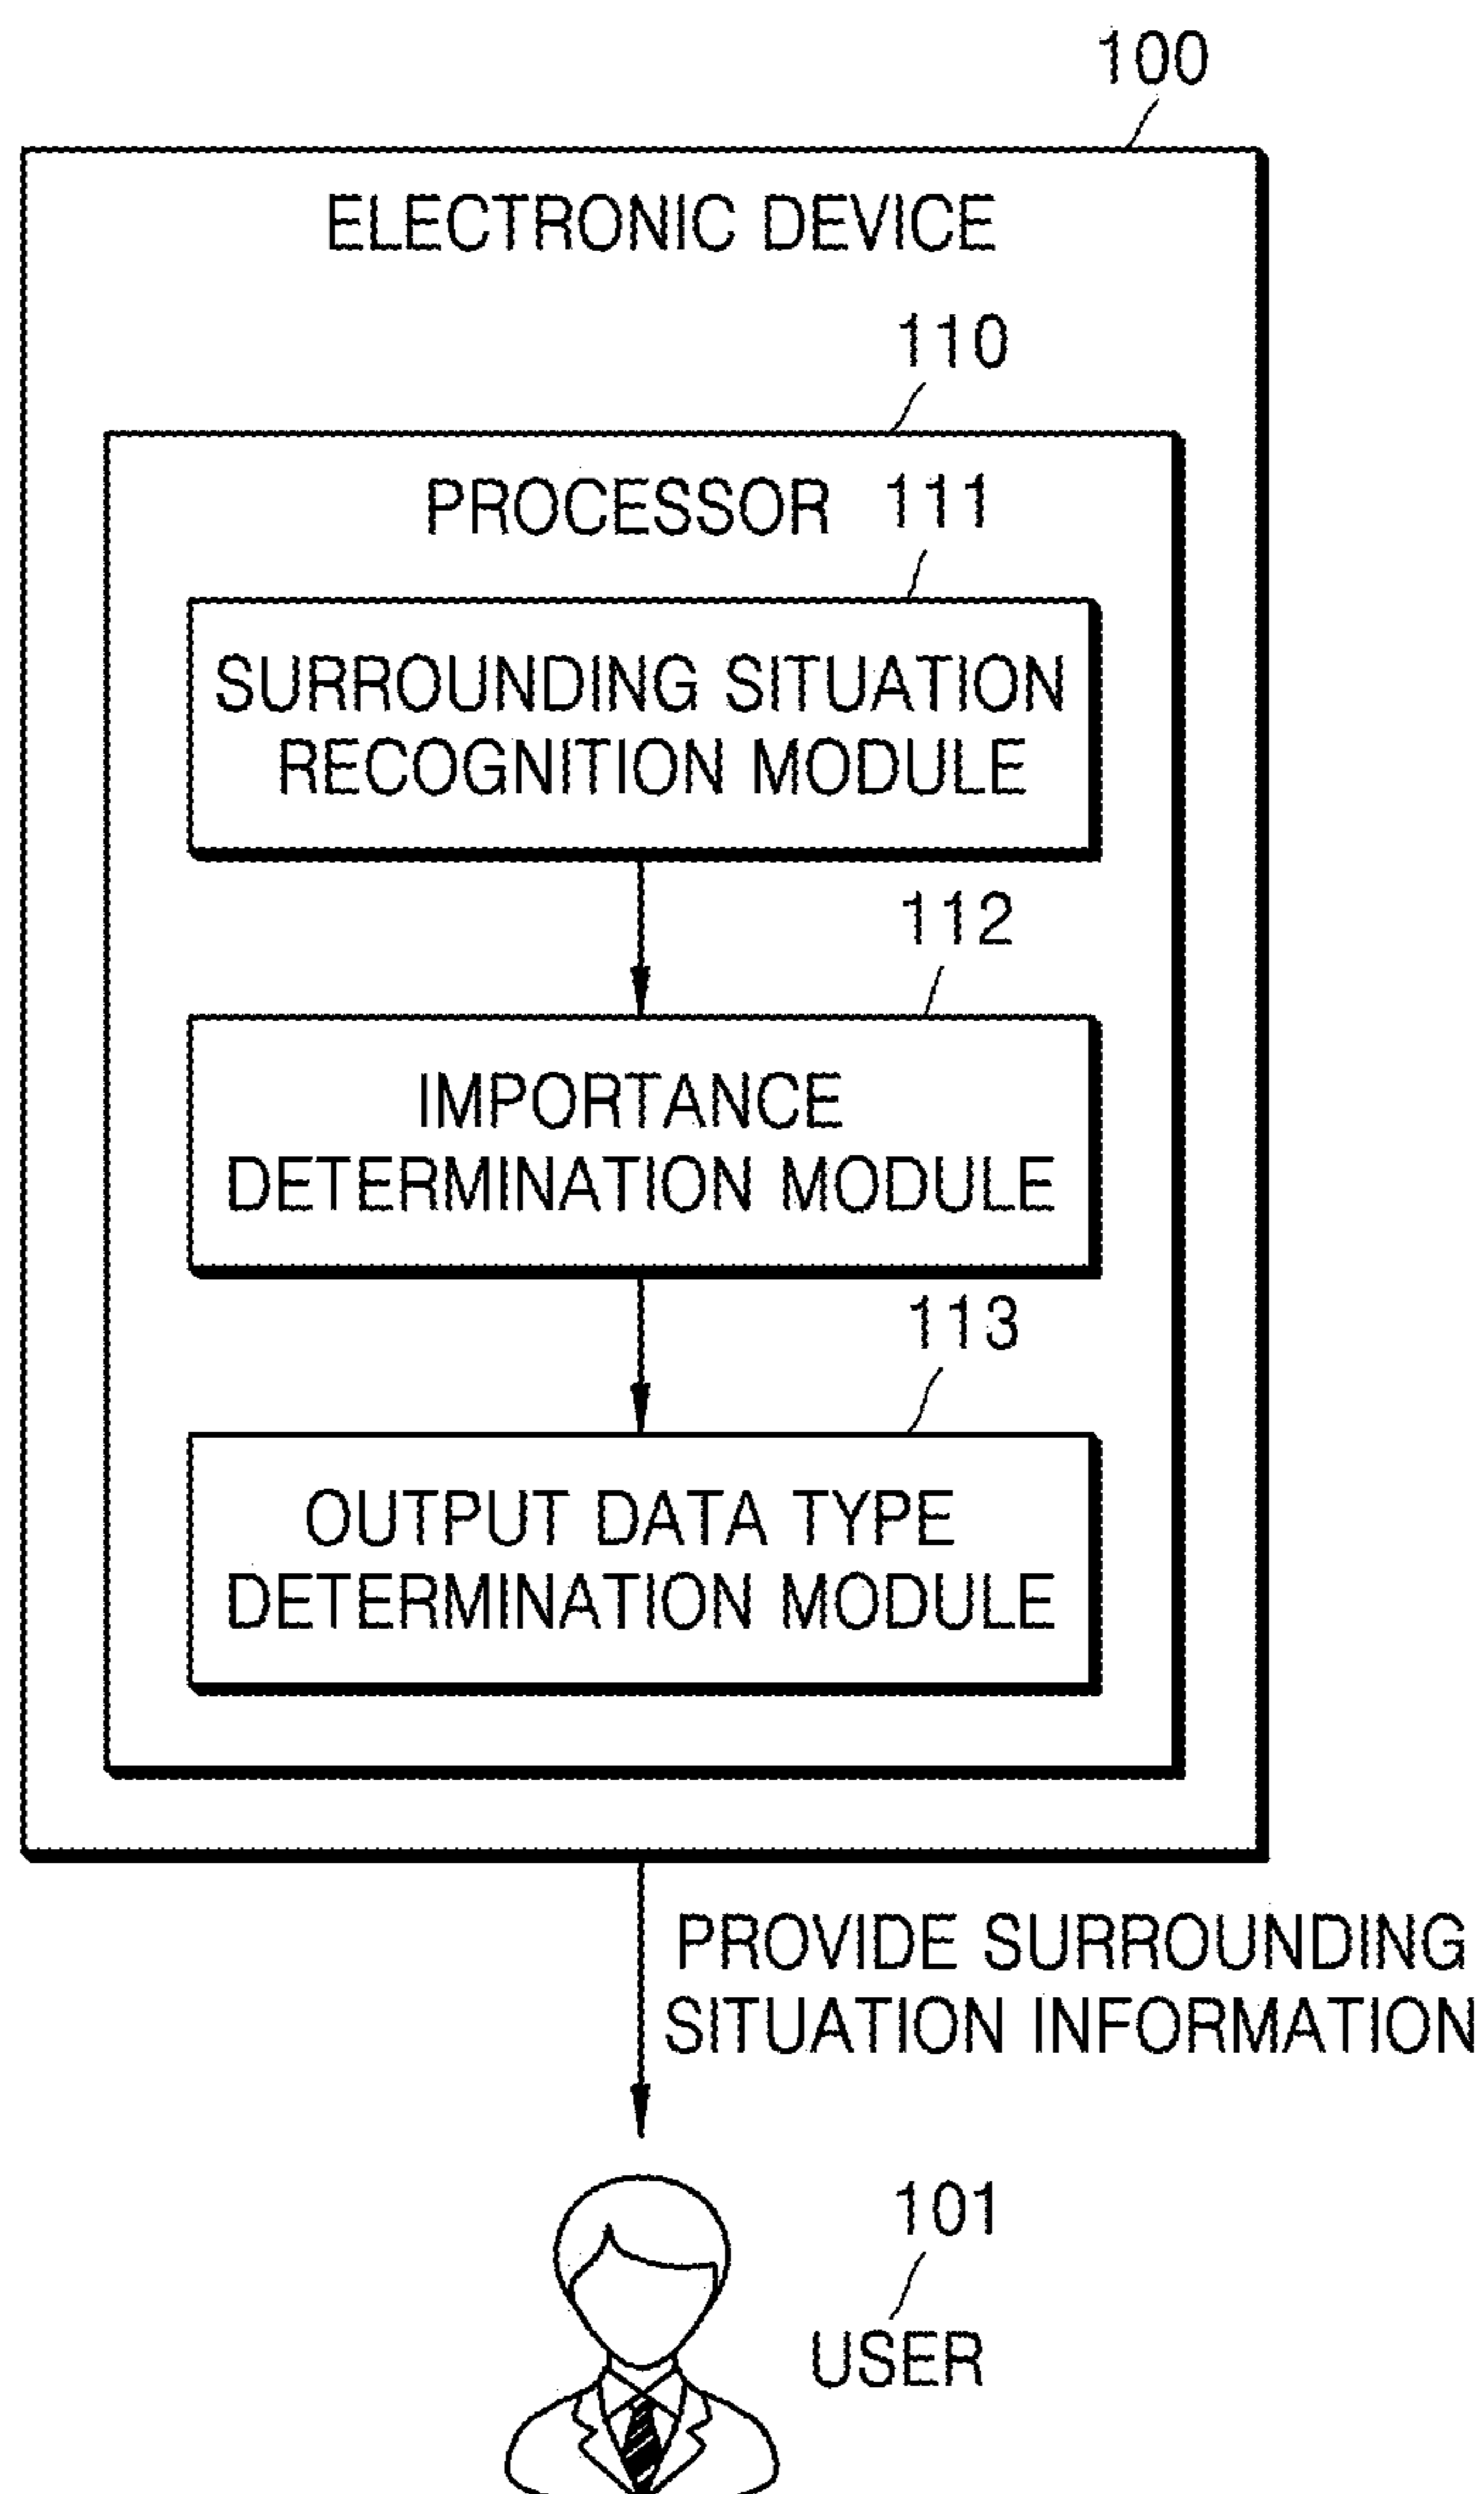 100
ELECTRONIC DEVICE
110
PROCESSOR 111
SURROUNDING SITUATION
RECOGNITION MODULE
112
IMPORTANCE
DETERMINATION MODULE
113
OUTPUT DATA TYPE
DETERMINATION MODULE
PROVIDE SURROUNDING
SITUATION INFORMATION
101
USER